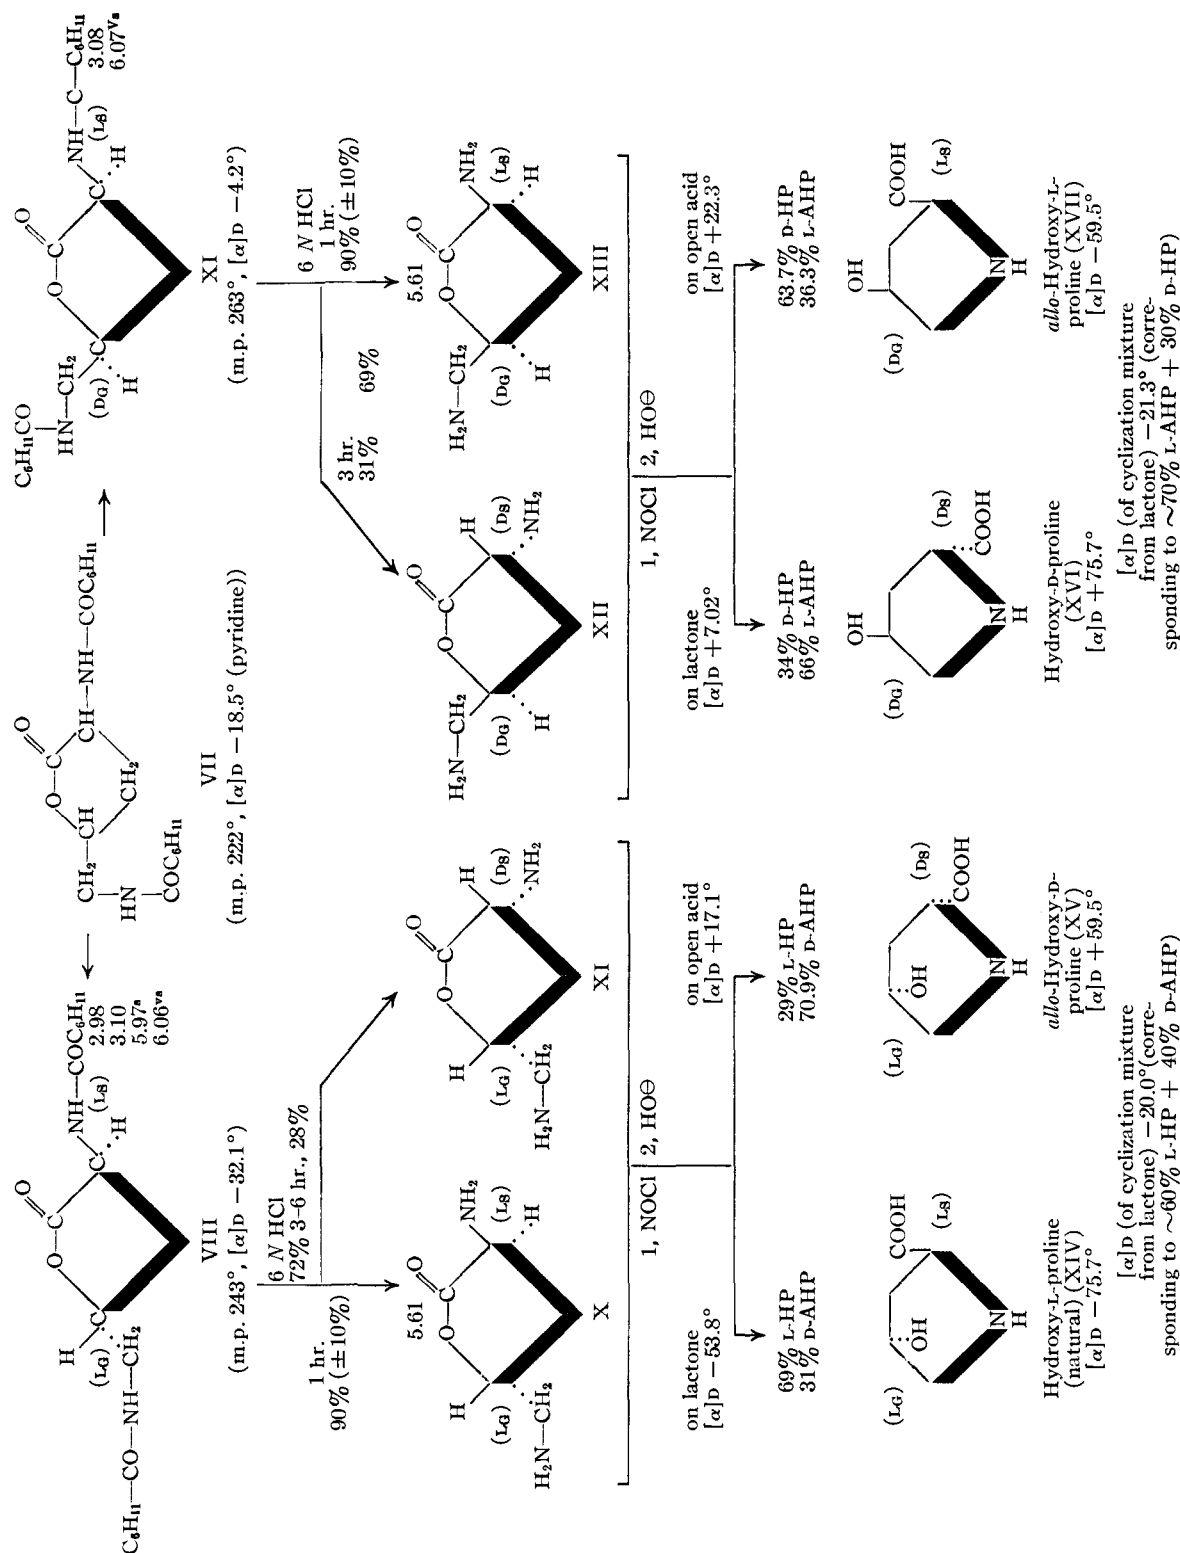 C₆H₁₁CO
HN—CH₂
(DG)
O
O—C
C
H
C
NH—C—C₆H₁₁
(LS)
H
3.08
6.07ᵛˢ
XI
(m.p. 263°, [α]D −4.2°)
O
O—C
CH₂—CH
CH—NH—COC₆H₁₁
CH₂
HN
COC₆H₁₁
VII
(m.p. 222°, [α]D −18.5° (pyridine))
C₆H₁₁—CO—NH—CH₂
H
(LG)
C
O
O—C
C
NH—COC₆H₁₁
(LS)
H
2.98
3.10
5.97ˢ
6.06ᵛˢ
VIII
(m.p. 243°, [α]D −32.1°)
1 hr.
90% (±10%)
6 N HCl
72% 3–6 hr., 28%
3 hr.
31%
69%
6 N HCl
1 hr.
90% (±10%)
H₂N—CH₂
H
(LG)
5.61
O
O—C
NH₂
(LS)
H
X
H₂N—CH₂
H
(LG)
O
O—C
H
(DS)
NH₂
XI
H₂N—CH₂
(DG)
H
O
O—C
H
(DS)
NH₂
XII
H₂N—CH₂
(DG)
H
5.61
O
O—C
NH₂
(LS)
H
XIII
1, NOCl
2, HO⊖
1, NOCl
2, HO⊖
on lactone
[α]D −53.8°
on open acid
[α]D +17.1°
on lactone
[α]D +7.02°
on open acid
[α]D +22.3°
69% L-HP
31% D-AHP
29% L-HP
70.9% D-AHP
34% D-HP
66% L-AHP
63.7% D-HP
36.3% L-AHP
(LG)
OH
COOH
(LS)
N
H
(LG)
OH
(DS)
COOH
N
H
(DG)
OH
(DS)
COOH
N
H
(DG)
OH
COOH
(LS)
N
H
Hydroxy-L-proline
(natural) (XIV)
[α]D −75.7°
allo-Hydroxy-D-
proline (XV)
[α]D +59.5°
Hydroxy-D-proline
(XVI)
[α]D +75.7°
allo-Hydroxy-L-
proline (XVII)
[α]D −59.5°
[α]D (of cyclization mixture
from lactone) −20.0° (corre-
sponding to ~60% L-HP + 40% D-AHP)
[α]D (of cyclization mixture
from lactone) −21.3° (corre-
sponding to ~70% L-AHP + 30% D-HP)